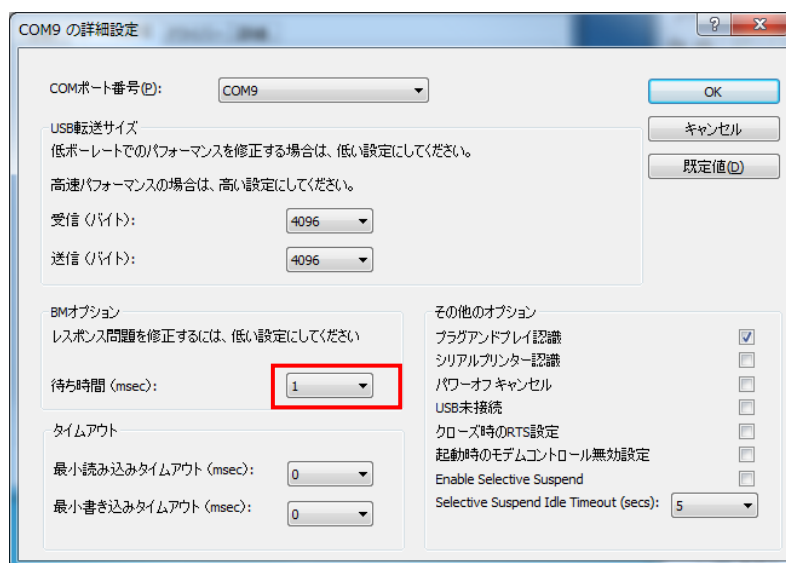 COM9 の詳細設定
COMポート番号(P):
COM9
OK
キャンセル
既定値(D)
USB転送サイズ
低ボーレートでのパフォーマンスを修正する場合は、低い設定にしてください。
高速パフォーマンスの場合は、高い設定にしてください。
受信 (バイト):
4096
送信 (バイト):
4096
BMオプション
レスポンス問題を修正するには、低い設定にしてください
待ち時間 (msec):
1
タイムアウト
最小読み込みタイムアウト (msec):
0
最小書き込みタイムアウト (msec):
0
その他のオプション
プラグアンドプレイ認識
シリアルプリンター認識
パワーオフ キャンセル
USB未接続
クローズ時のRTS設定
起動時のモデムコントロール無効設定
Enable Selective Suspend
Selective Suspend Idle Timeout (secs):
5